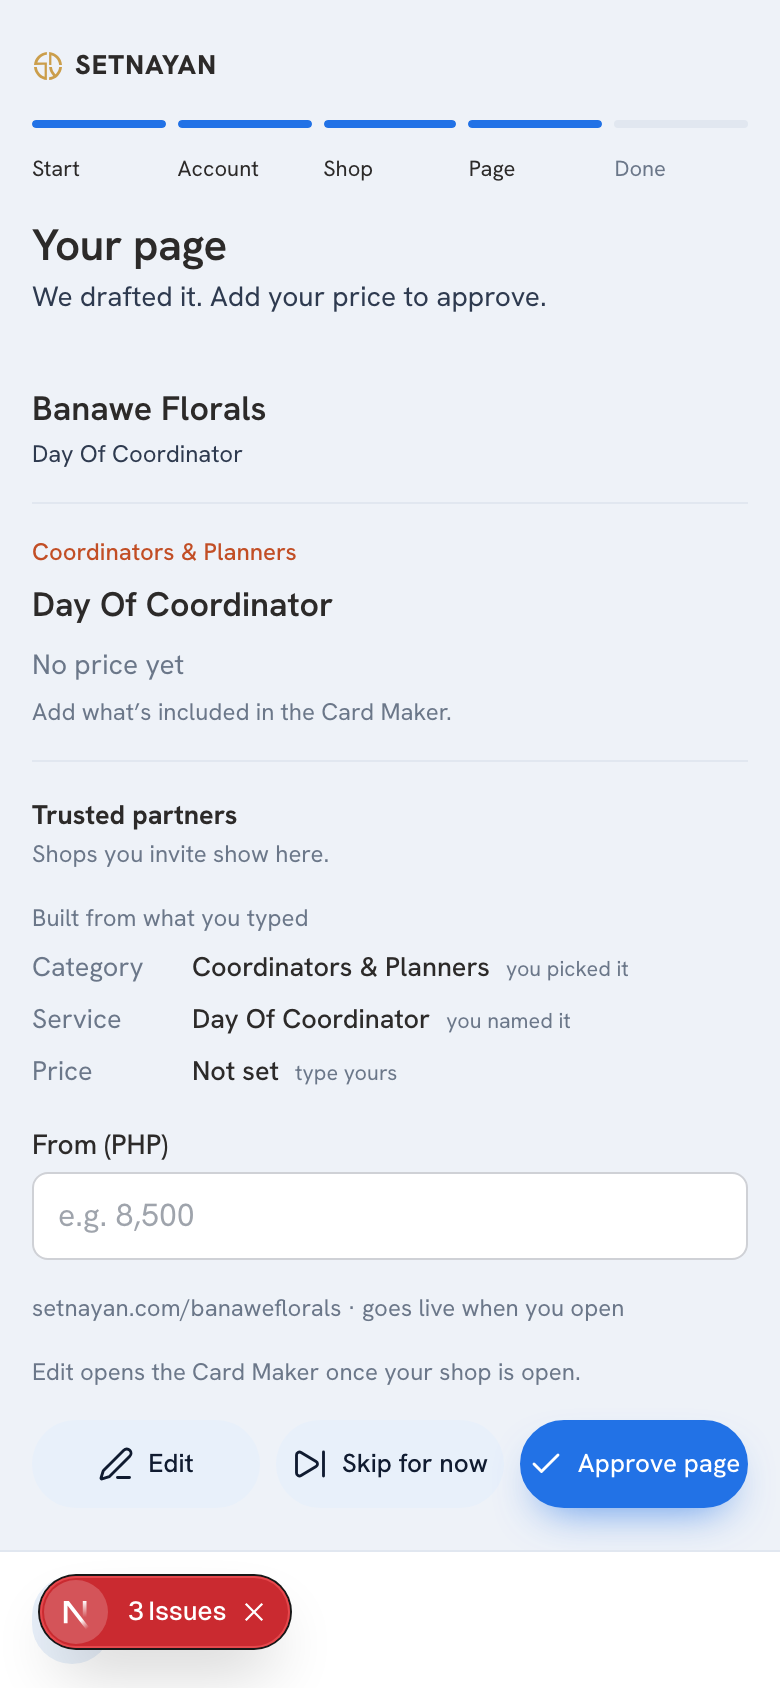 SETNAYAN
Start Account Shop Page Done
Your page
We drafted it. Add your price to approve.
Banawe Florals
Day Of Coordinator
Coordinators & Planners
Day Of Coordinator
No price yet
Add what’s included in the Card Maker.
Trusted partners
Shops you invite show here.
Built from what you typed
Category Coordinators & Planners you picked it
Service Day Of Coordinator you named it
Price Not set type yours
From (PHP)
e.g. 8,500
setnayan.com/banaweflorals · goes live when you open
Edit opens the Card Maker once your shop is open.
Edit Skip for now Approve page
N 3 Issues